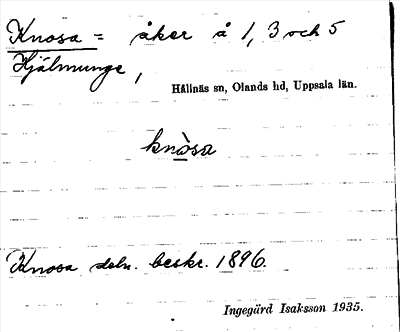 Knosa = åker å 1, 3 och 5
Hjälmunge,
Hållnäs sn, Olands hd, Uppsala län.
knòsa
Knosa deln. beskr. 1896.
Ingegärd Isaksson 1935.